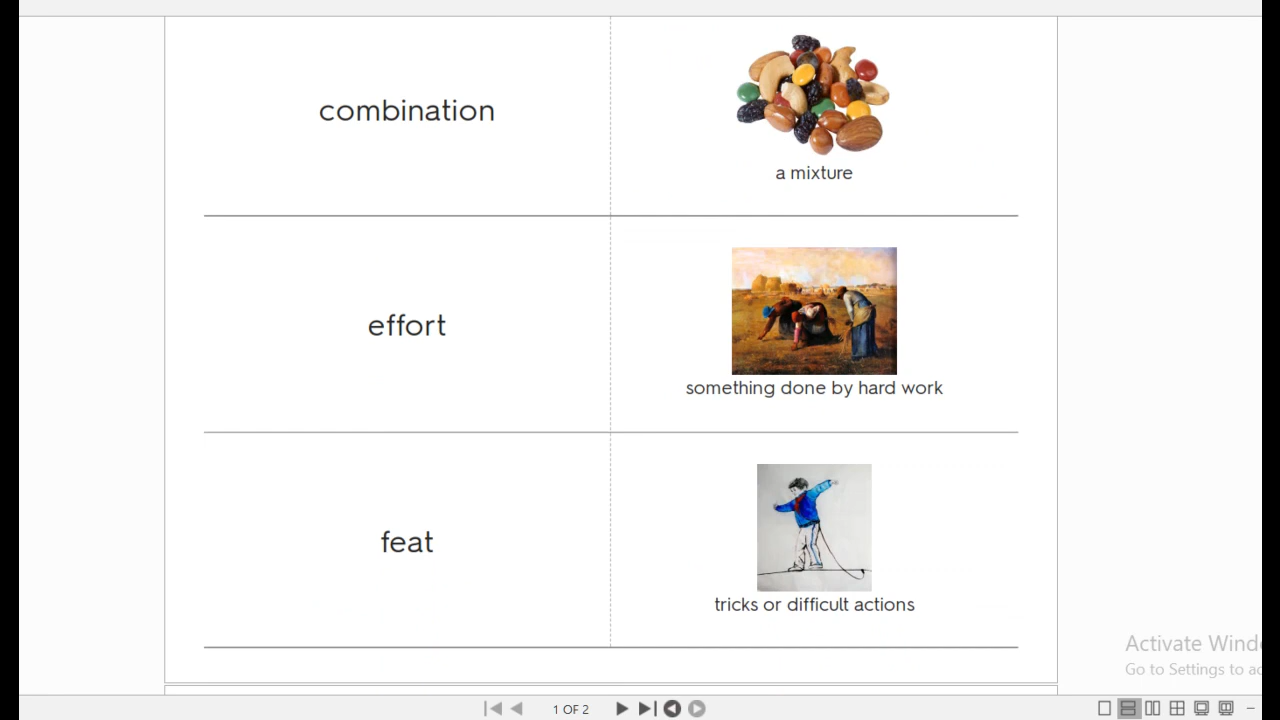 combination
a mixture
effort
something done by hard work
feat
tricks or difficult actions
Activate Wind
Go to Settings to ac
1 OF 2